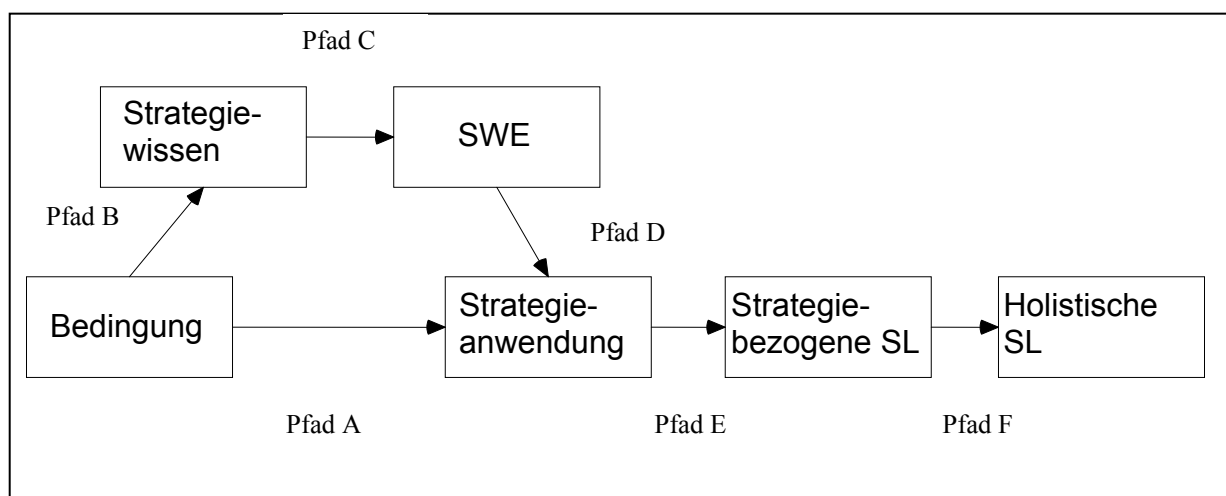 Pfad C
Strategie-
wissen
SWE
Pfad B
Pfad D
Bedingung
Strategie-
anwendung
Strategie-
bezogene SL
Holistische
SL
Pfad A
Pfad E
Pfad F